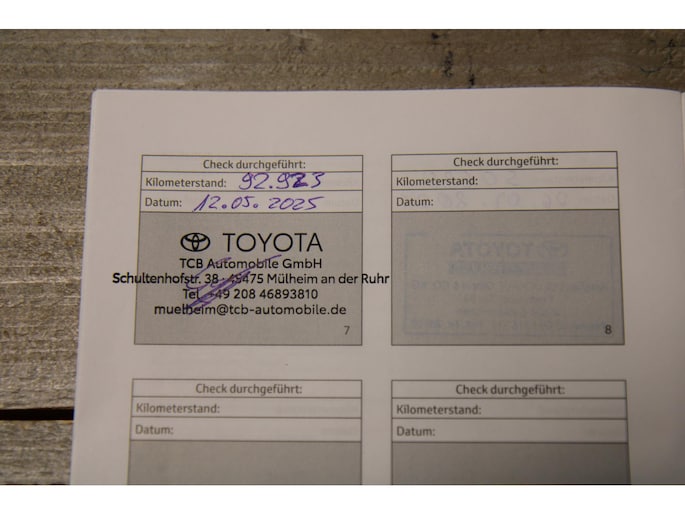 Check durchgeführt:
Kilometerstand: 92.923
Datum: 12.05.2025
TOYOTA
TCB Automobile GmbH
Schultenhofstr. 38 · 45475 Mülheim an der Ruhr
Tel. +49 208 46893810
muelheim@tcb-automobile.de
7
Check durchgeführt:
Kilometerstand:
Datum:
8
Check durchgeführt:
Kilometerstand:
Datum:
Check durchgeführt:
Kilometerstand:
Datum: